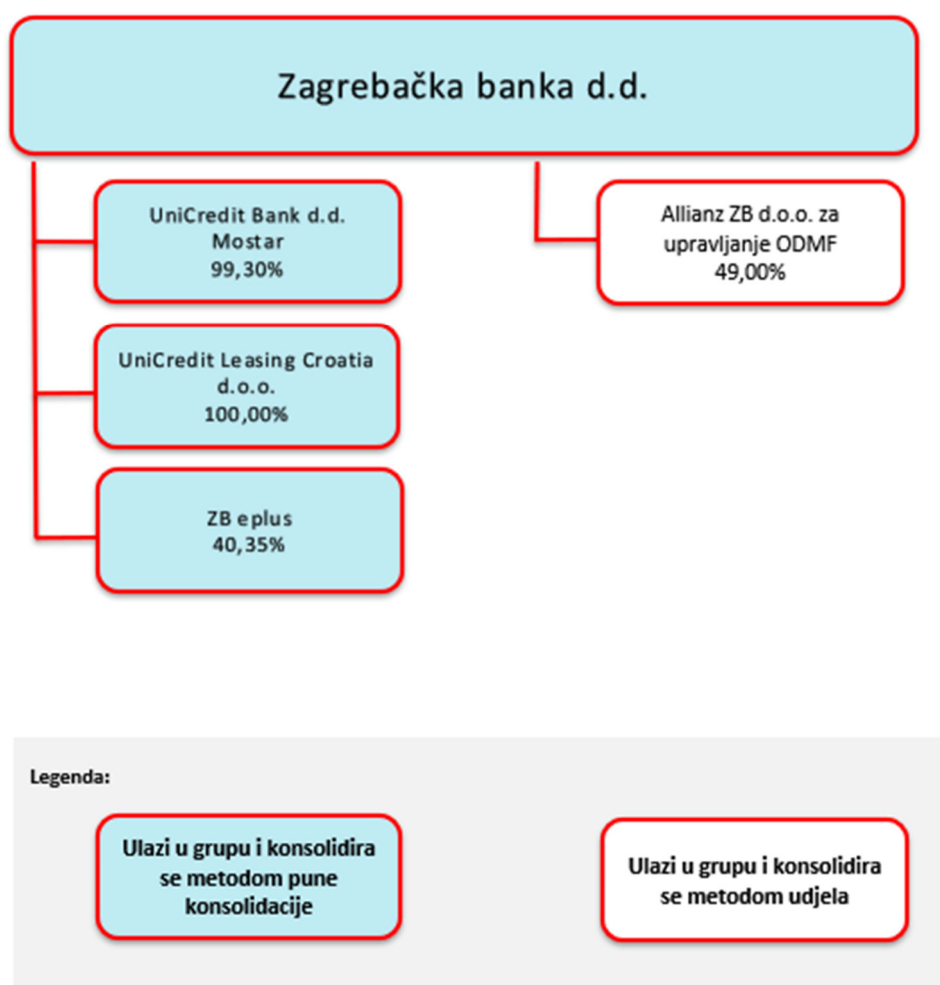 Zagrebačka banka d.d.
UniCredit Bank d.d.
Mostar
99,30%
UniCredit Leasing Croatia
d.o.o.
100,00%
ZB eplus
40,35%
Allianz ZB d.o.o. za
upravljanje ODMF
49,00%
Legenda:
Ulazi u grupu i konsolidira
se metodom pune
konsolidacije
Ulazi u grupu i konsolidira
se metodom udjela